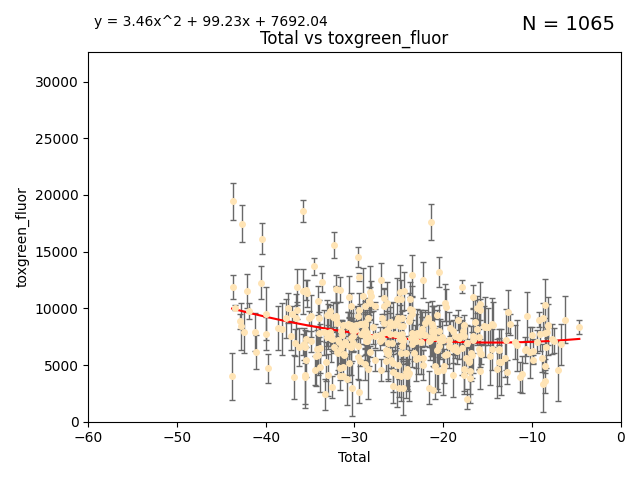 y = 3.46x^2 + 99.23x + 7692.04
N = 1065
Total vs toxgreen_fluor
30000
25000
20000
15000
10000
5000
0
toxgreen_fluor
−60
−50
−40
−30
−20
−10
0
Total